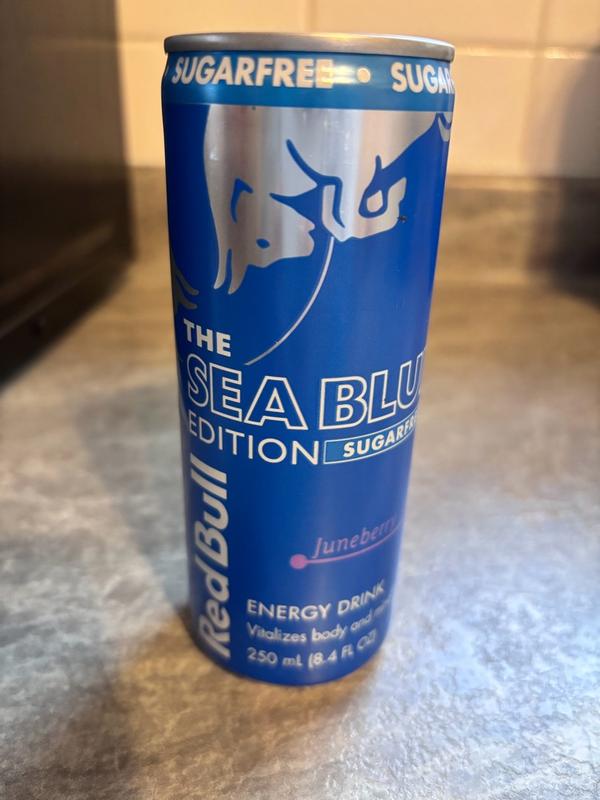 SUGARFREE • SUGAR
THE
SEA BLU
EDITION SUGARFR
Red Bull
Juneberry
ENERGY DRINK
Vitalizes body and
250 mL (8.4 FL OZ)